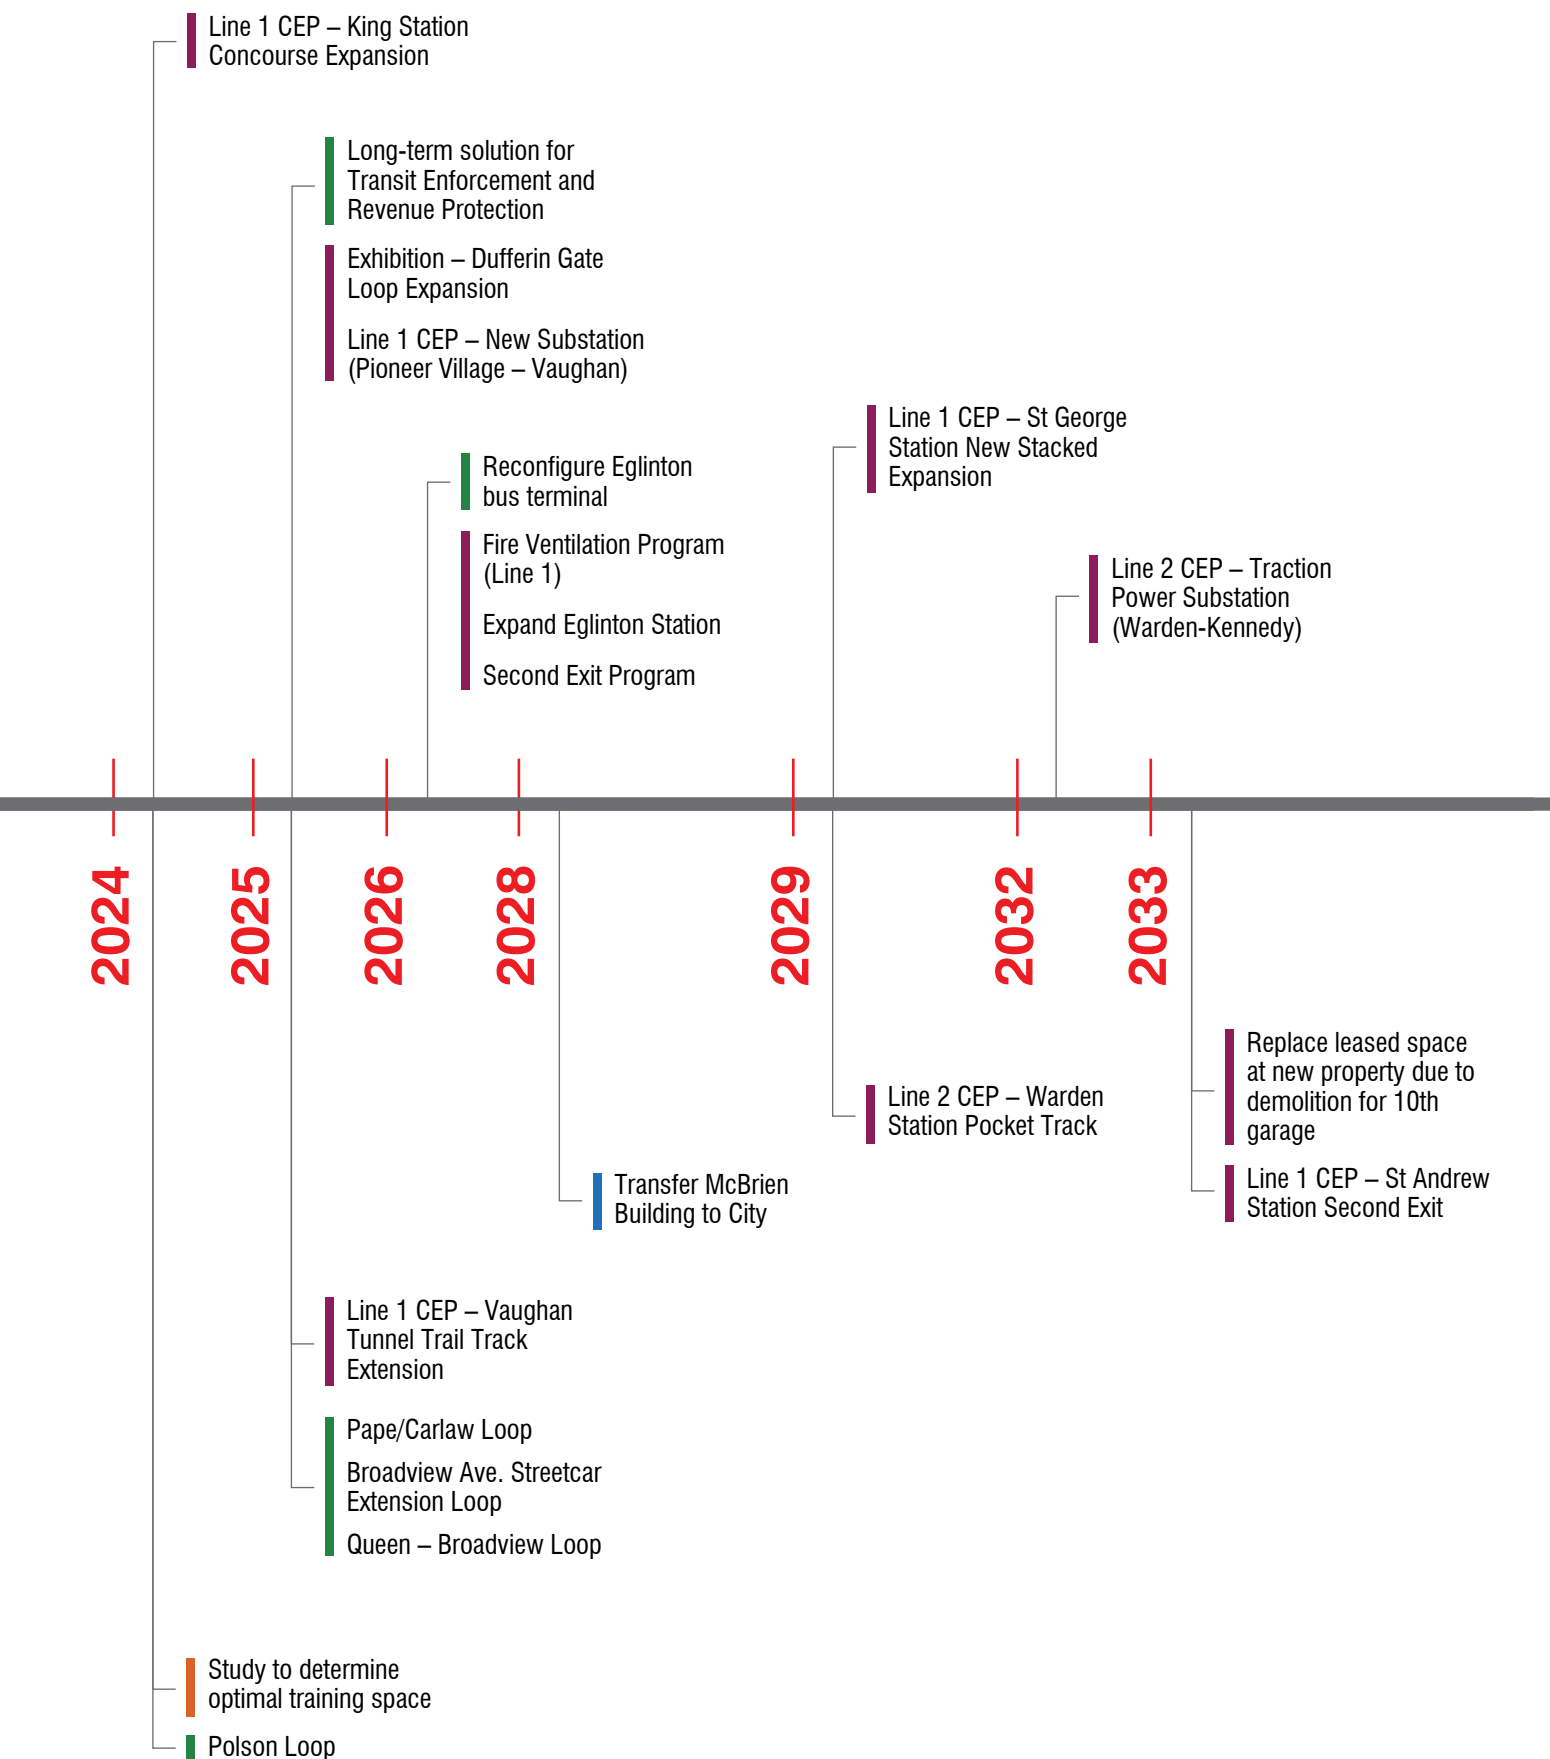 Line 1 CEP – King Station
Concourse Expansion
Long-term solution for
Transit Enforcement and
Revenue Protection
Exhibition – Dufferin Gate
Loop Expansion
Line 1 CEP – New Substation
(Pioneer Village – Vaughan)
Reconfigure Eglinton
bus terminal
Fire Ventilation Program
(Line 1)
Expand Eglinton Station
Second Exit Program
Line 1 CEP – St George
Station New Stacked
Expansion
Line 2 CEP – Traction
Power Substation
(Warden-Kennedy)
2024
2025
2026
2028
2029
2032
2033
Replace leased space
at new property due to
demolition for 10th
garage
Line 1 CEP – St Andrew
Station Second Exit
Line 2 CEP – Warden
Station Pocket Track
Transfer McBrien
Building to City
Line 1 CEP – Vaughan
Tunnel Trail Track
Extension
Pape/Carlaw Loop
Broadview Ave. Streetcar
Extension Loop
Queen – Broadview Loop
Study to determine
optimal training space
Polson Loop